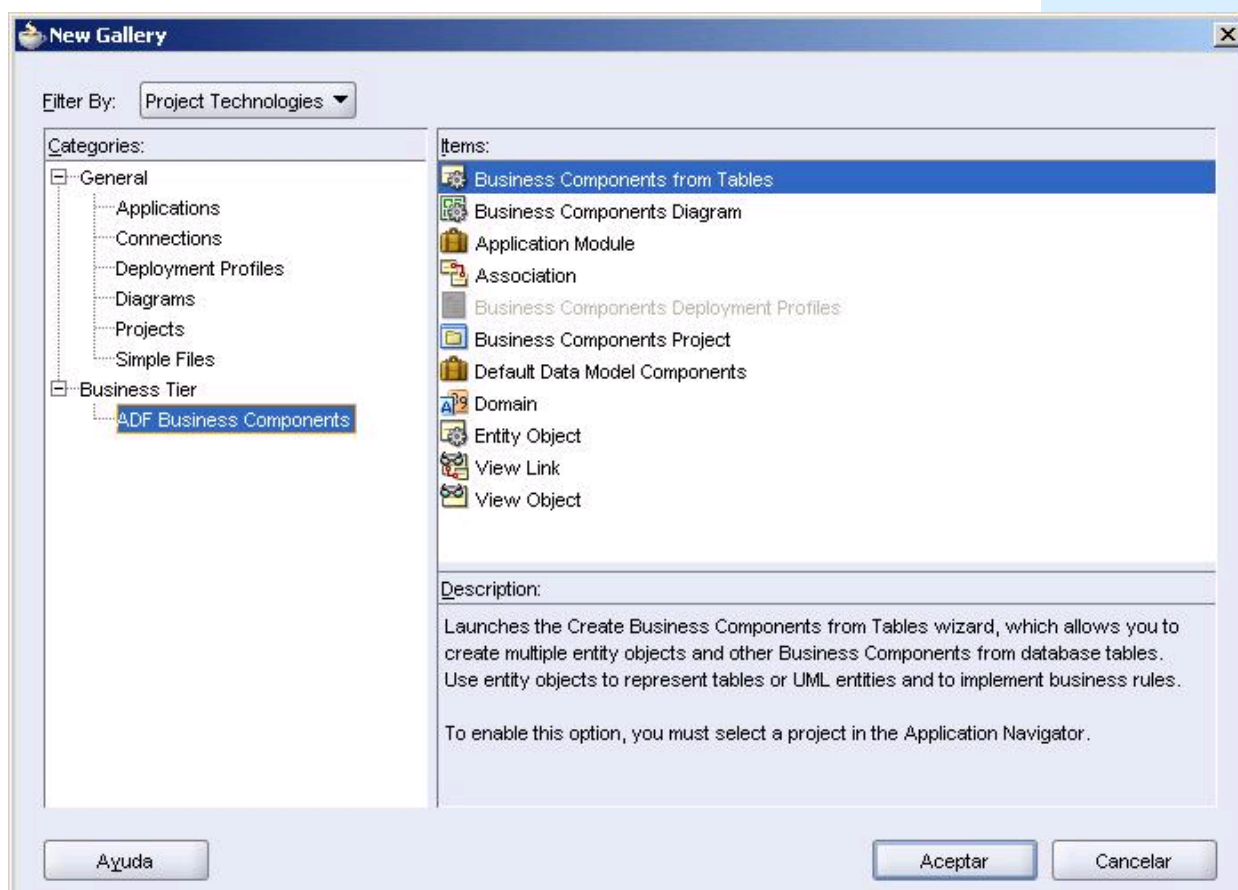 New Gallery
Filter By: Project Technologies
Categories:
General
Applications
Connections
Deployment Profiles
Diagrams
Projects
Simple Files
Business Tier
ADF Business Components
Items:
Business Components from Tables
Business Components Diagram
Application Module
Association
Business Components Deployment Profiles
Business Components Project
Default Data Model Components
Domain
Entity Object
View Link
View Object
Description:
Launches the Create Business Components from Tables wizard, which allows you to
create multiple entity objects and other Business Components from database tables.
Use entity objects to represent tables or UML entities and to implement business rules.
To enable this option, you must select a project in the Application Navigator.
Ayuda
Aceptar
Cancelar